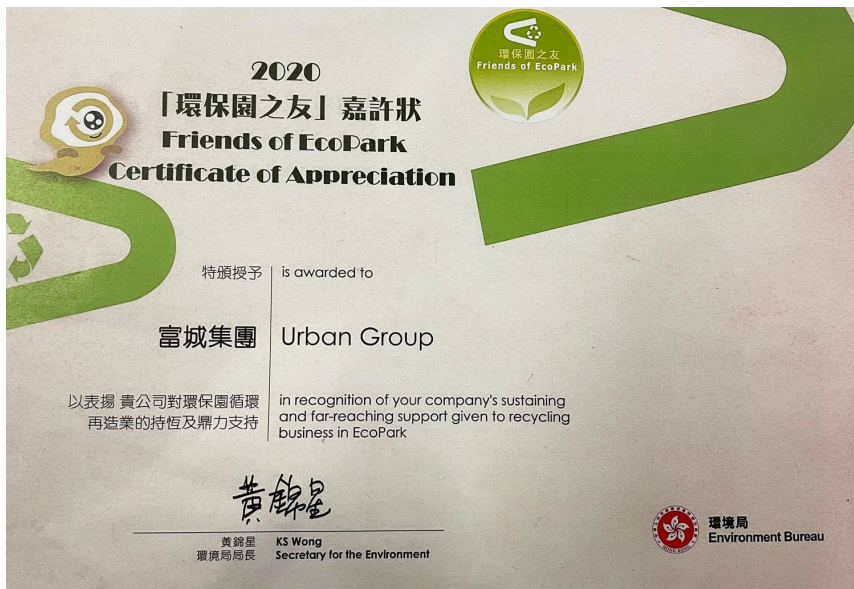 環保園之友
Friends of EcoPark
2020
「環保園之友」嘉許狀
Friends of EcoPark
Certificate of Appreciation
特頒授予
is awarded to
富城集團
Urban Group
以表揚 貴公司對環保園循環
再造業的持恆及鼎力支持
in recognition of your company's sustaining
and far-reaching support given to recycling
business in EcoPark
黃錦星
黃錦星
環境局局長
KS Wong
Secretary for the Environment
環境局
Environment Bureau